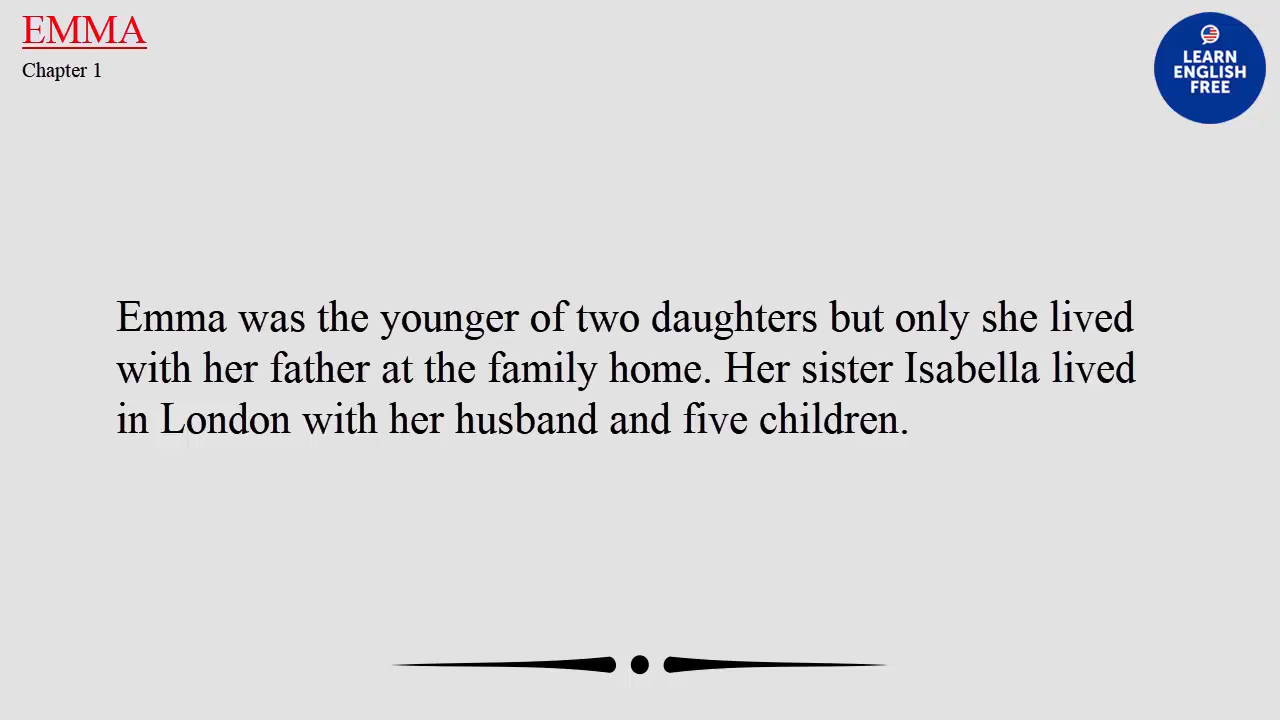 EMMA
Chapter 1
LEARN
ENGLISH
FREE
Emma was the younger of two daughters but only she lived
with her father at the family home. Her sister Isabella lived
in London with her husband and five children.